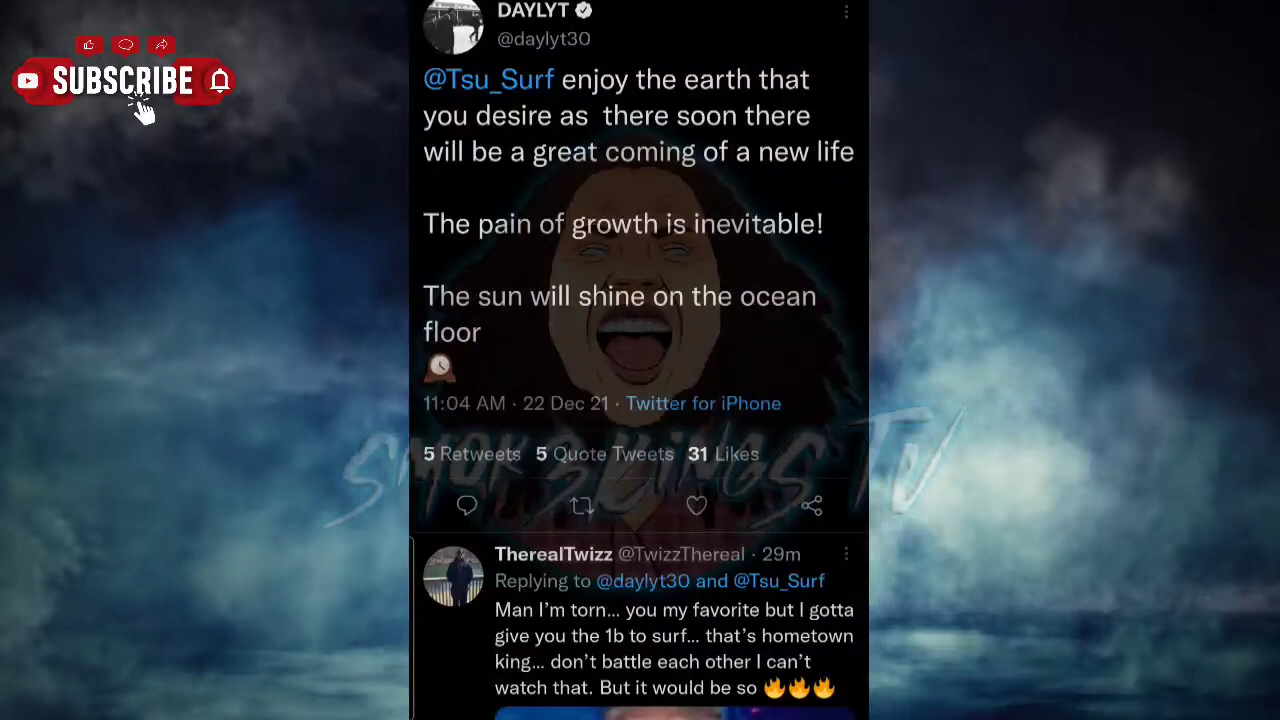 SUBSCRIBE
DAYLYT
@daylyt30
@Tsu_Surf enjoy the earth that
you desire as there soon there
will be a great coming of a new life
The pain of growth is inevitable!
The sun will shine on the ocean
floor
🕰
11:04 AM · 22 Dec 21 · Twitter for iPhone
5 Retweets 5 Quote Tweets 31 Likes
SMOK3KINGS TV
TherealTwizz @TwizzThereal · 29m
Replying to @daylyt30 and @Tsu_Surf
Man I'm torn... you my favorite but I gotta
give you the 1b to surf... that's hometown
king... don't battle each other I can't
watch that. But it would be so 🔥🔥🔥